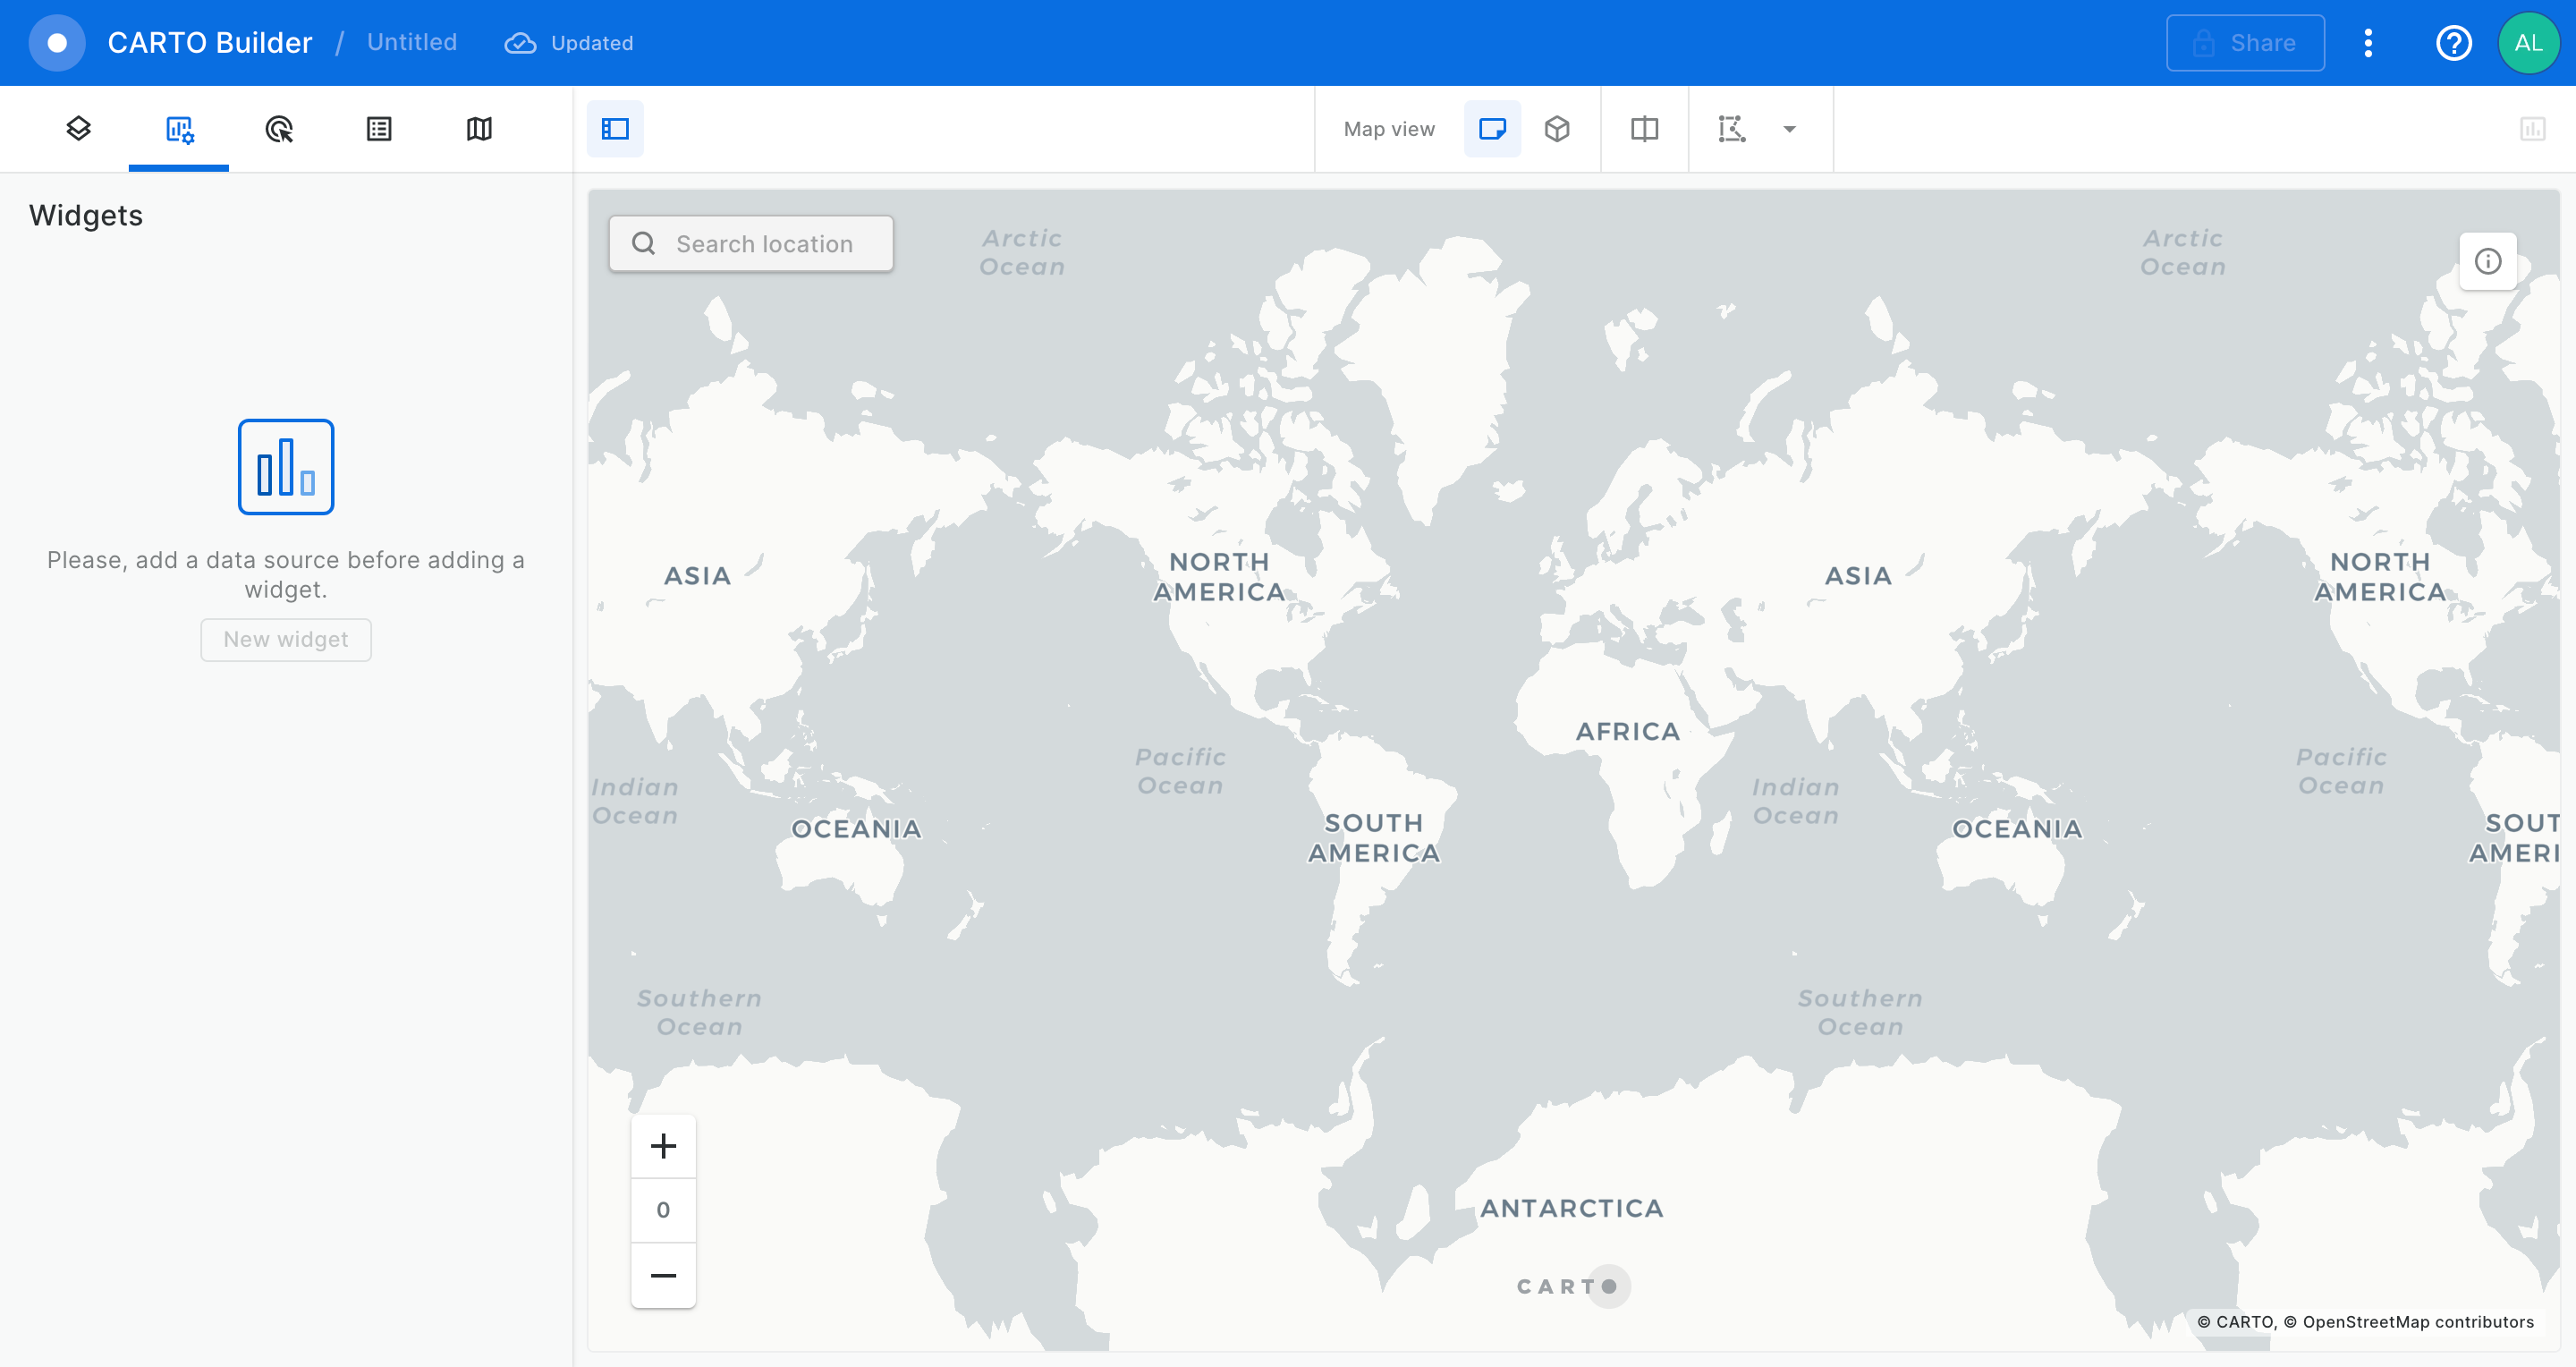 CARTO Builder / Untitled Updated
Share
AL
Map view
Widgets
Please, add a data source before adding a
widget.
New widget
Search location
Arctic
Ocean
Arctic
Ocean
ASIA
NORTH
AMERICA
ASIA
NORTH
AMERICA
AFRICA
Pacific
Ocean
Pacific
Ocean
Indian
Ocean
Indian
Ocean
OCEANIA
SOUTH
AMERICA
OCEANIA
SOUT
AMERI
Southern
Ocean
Southern
Ocean
0
ANTARCTICA
CARTO
© CARTO, © OpenStreetMap contributors